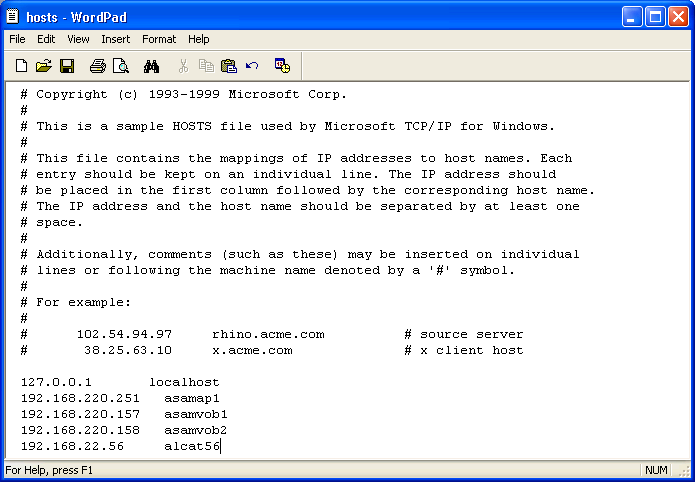 hosts - WordPad
File Edit View Insert Format Help
# Copyright (c) 1993-1999 Microsoft Corp.
#
# This is a sample HOSTS file used by Microsoft TCP/IP for Windows.
#
# This file contains the mappings of IP addresses to host names. Each
# entry should be kept on an individual line. The IP address should
# be placed in the first column followed by the corresponding host name.
# The IP address and the host name should be separated by at least one
# space.
#
# Additionally, comments (such as these) may be inserted on individual
# lines or following the machine name denoted by a '#' symbol.
#
# For example:
#
#      102.54.94.97     rhino.acme.com          # source server
#       38.25.63.10     x.acme.com              # x client host
127.0.0.1       localhost
192.168.220.251   asamap1
192.168.220.157   asamvob1
192.168.220.158   asamvob2
192.168.22.56     alcat56
For Help, press F1 NUM